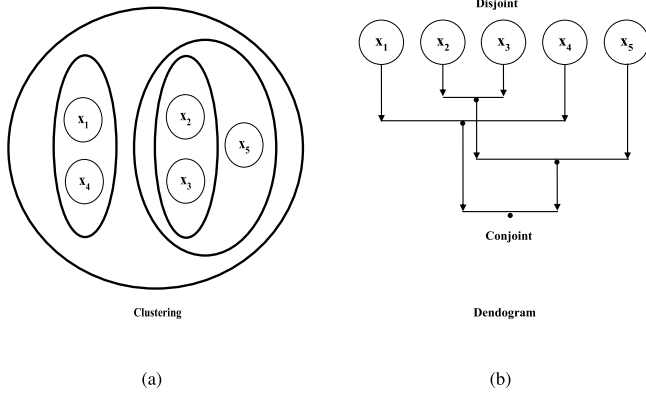 Disjoint
x1
x4
x2
x3
x5
x1 x2 x3 x4 x5
Conjoint
Clustering
Dendogram
(a)
(b)